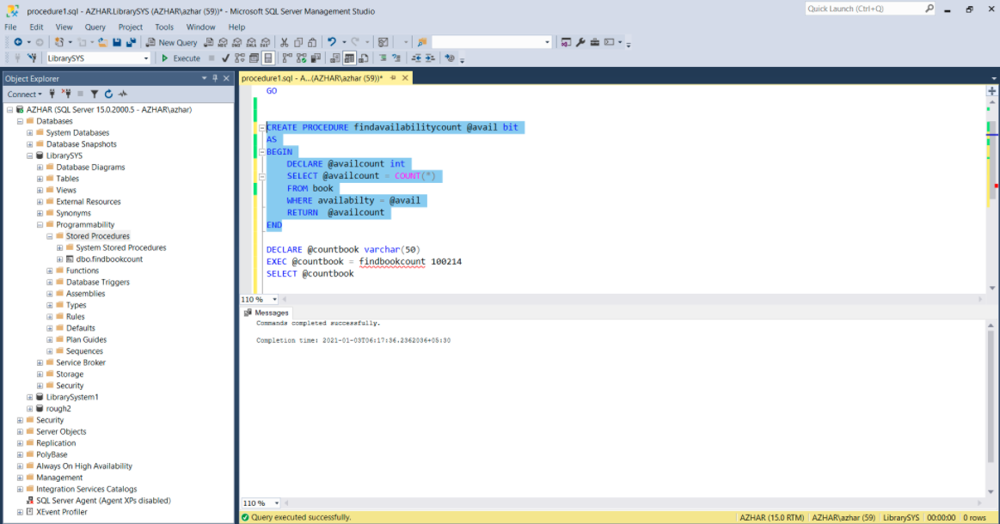 procedure1.sql - AZHAR.LibrarySYS (AZHAR\azhar (59))* - Microsoft SQL Server Management Studio
Quick Launch (Ctrl+Q)
File Edit View Query Project Tools Window Help
New Query
LibrarySYS Execute
Object Explorer
Connect
AZHAR (SQL Server 15.0.2000.5 - AZHAR\azhar)
Databases
System Databases
Database Snapshots
LibrarySYS
Database Diagrams
Tables
Views
External Resources
Synonyms
Programmability
Stored Procedures
System Stored Procedures
dbo.findbookcount
Functions
Database Triggers
Assemblies
Types
Rules
Defaults
Plan Guides
Sequences
Service Broker
Storage
Security
LibrarySystem1
rough2
Security
Server Objects
Replication
PolyBase
Always On High Availability
Management
Integration Services Catalogs
SQL Server Agent (Agent XPs disabled)
XEvent Profiler
procedure1.sql - A...(AZHAR\azhar (59))*
GO
CREATE PROCEDURE findavailabilitycount @avail bit
AS
BEGIN
DECLARE @availcount int
SELECT @availcount = COUNT(*)
FROM book
WHERE availabilty = @avail
RETURN @availcount
END
DECLARE @countbook varchar(50)
EXEC @countbook = findbookcount 100214
SELECT @countbook
110 %
Messages
Commands completed successfully.
Completion time: 2021-01-03T06:17:36.2362036+05:30
110 %
Query executed successfully.
AZHAR (15.0 RTM) AZHAR\azhar (59) LibrarySYS 00:00:00 0 rows